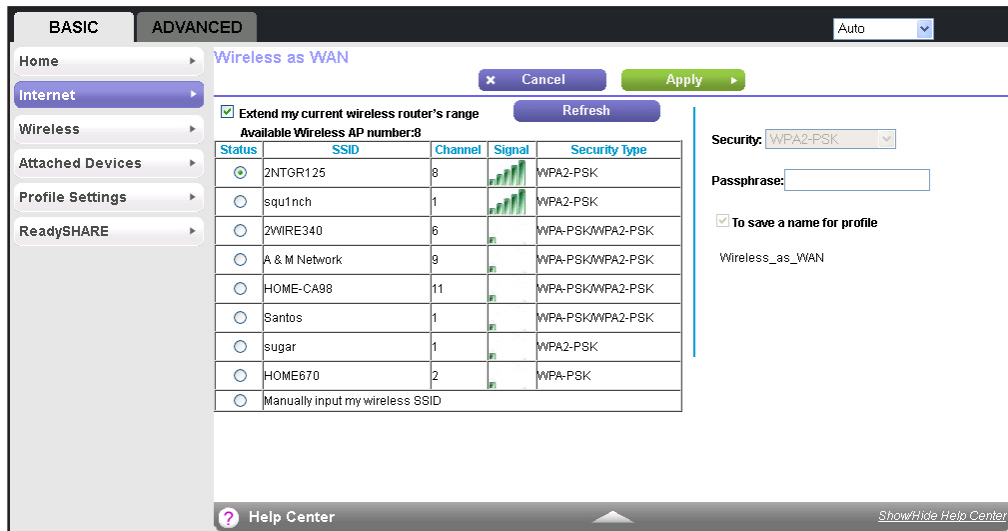 BASIC ADVANCED Auto
Home
Internet
Wireless
Attached Devices
Profile Settings
ReadySHARE
Wireless as WAN
Cancel Apply
Extend my current wireless router's range Refresh
Available Wireless AP number:8
Status SSID Channel Signal Security Type
2NTGR125 8 WPA2-PSK
squ1nch 1 WPA2-PSK
2WIRE340 6 WPA-PSK/WPA2-PSK
A & M Network 9 WPA-PSK/WPA2-PSK
HOME-CA98 11 WPA-PSK/WPA2-PSK
Santos 1 WPA-PSK/WPA2-PSK
sugar 1 WPA2-PSK
HOME670 2 WPA-PSK
Manually input my wireless SSID
Security: WPA2-PSK
Passphrase:
To save a name for profile
Wireless_as_WAN
? Help Center Show/Hide Help Center